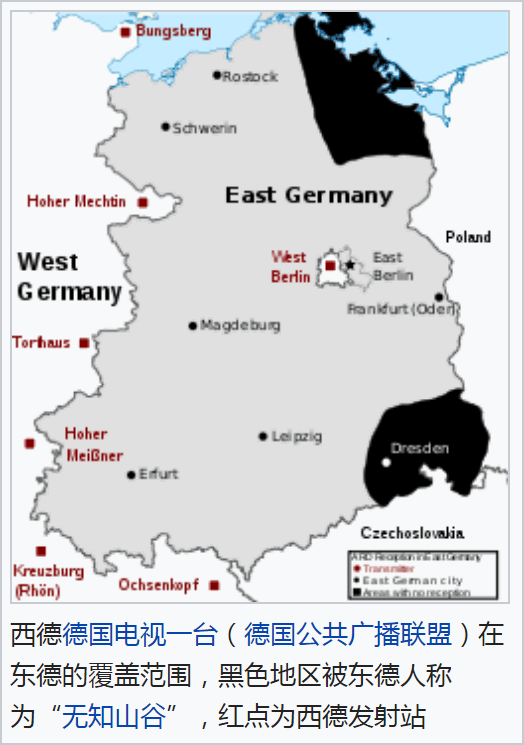 Bungsberg
Rostock
Schwerin
Hoher Mechtin
East Germany
Poland
West
Germany
West
Berlin
East
Berlin
Frankfurt (Oder)
Magdeburg
Torfhaus
Hoher
Meißner
Leipzig
Dresden
Erfurt
Czechoslovakia
Kreuzburg
(Rhön)
Ochsenkopf
ARD Reception in East Germany
Transmitter
East German city
Areas with no reception
西德德国电视一台（德国公共广播联盟）在
东德的覆盖范围，黑色地区被东德人称
为“无知山谷”，红点为西德发射站